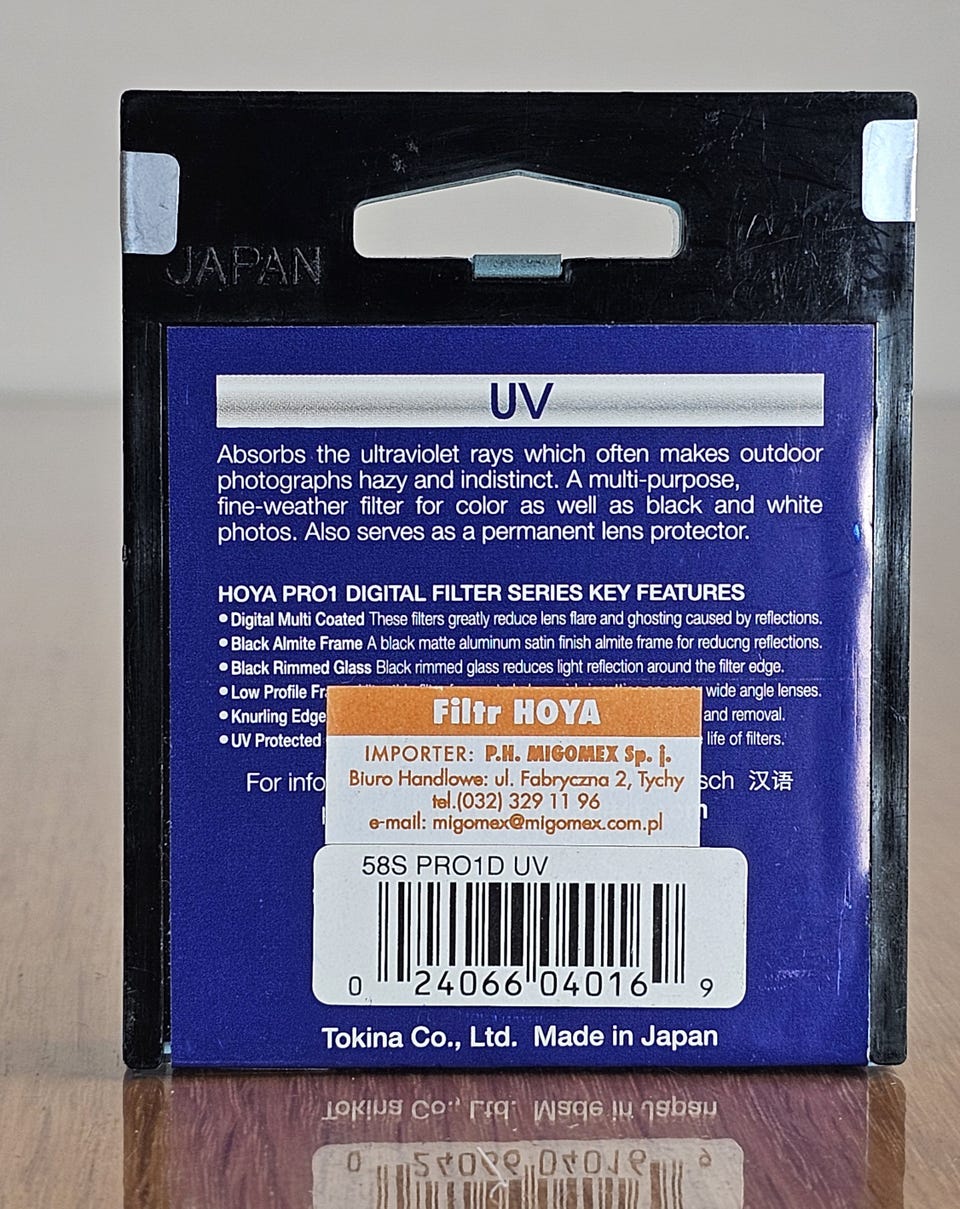 JAPAN
UV
Absorbs the ultraviolet rays which often makes outdoor
photographs hazy and indistinct. A multi-purpose,
fine-weather filter for color as well as black and white
photos. Also serves as a permanent lens protector.
HOYA PRO1 DIGITAL FILTER SERIES KEY FEATURES
• Digital Multi Coated These filters greatly reduce lens flare and ghosting caused by reflections.
• Black Almite Frame A black matte aluminum satin finish almite frame for reducng reflections.
• Black Rimmed Glass Black rimmed glass reduces light reflection around the filter edge.
• Low Profile wide angle lenses.
• Knurling Edge and removal.
• UV Protected life of filters.
For 汉语
Filtr HOYA
IMPORTER: P.H. MIGOMEX Sp. j.
Biuro Handlowe: ul. Fabryczna 2, Tychy
tel.(032) 329 11 96
e-mail: migomex@migomex.com.pl
58S PRO1D UV
0 24066 04016 9
Tokina Co., Ltd. Made in Japan